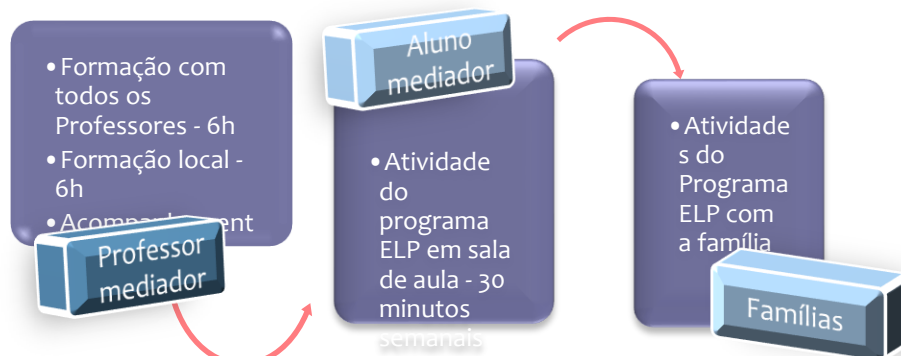 • Formação com
todos os
Professores - 6h
• Formação local -
6h
Professor
mediador
Aluno
mediador
• Atividade
do
programa
ELP em sala
de aula - 30
minutos
semanais
• Atividade
s do
Programa
ELP com
a família
Famílias